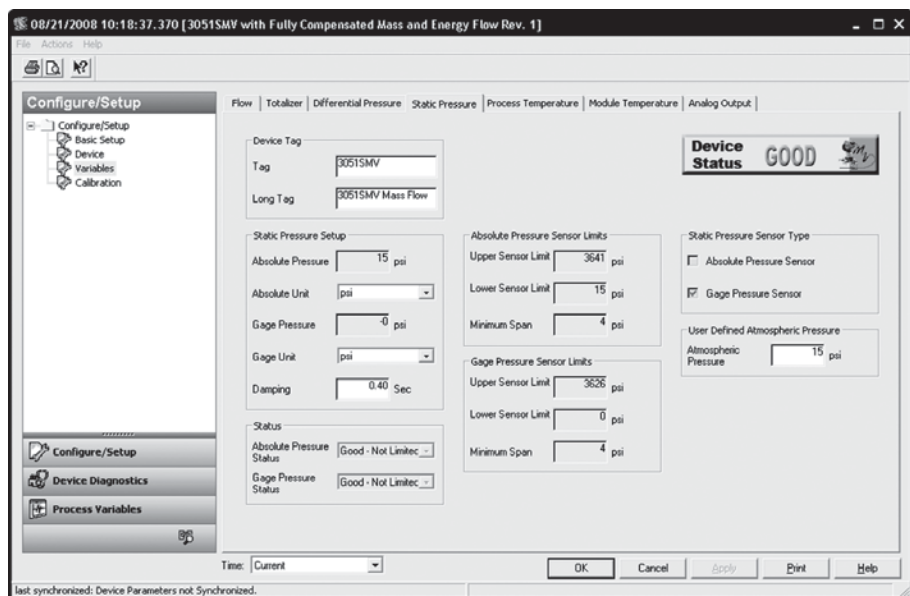 08/21/2008 10:18:37.370 [3051SMV with Fully Compensated Mass and Energy Flow Rev. 1]
File Actions Help
Configure/Setup
Configure/Setup
Basic Setup
Device
Variables
Calibration
Configure/Setup
Device Diagnostics
Process Variables
Flow | Totalizer | Differential Pressure Static Pressure | Process Temperature | Module Temperature | Analog Output |
Device Tag
Tag 3051SMV
Long Tag 3051SMV Mass Flow
Device Status GOOD
Static Pressure Setup
Absolute Pressure 15 psi
Absolute Unit psi
Gage Pressure -0 psi
Gage Unit psi
Damping 0.40 Sec
Status
Absolute Pressure Status Good - Not Limitec
Gage Pressure Status Good - Not Limitec
Absolute Pressure Sensor Limits
Upper Sensor Limit 3641 psi
Lower Sensor Limit 15 psi
Minimum Span 4 psi
Gage Pressure Sensor Limits
Upper Sensor Limit 3626 psi
Lower Sensor Limit 0 psi
Minimum Span 4 psi
Static Pressure Sensor Type
Absolute Pressure Sensor
Gage Pressure Sensor
User Defined Atmospheric Pressure
Atmospheric Pressure 15 psi
Time: Current
OK Cancel Apply Print Help
last synchronized: Device Parameters not Synchronized.